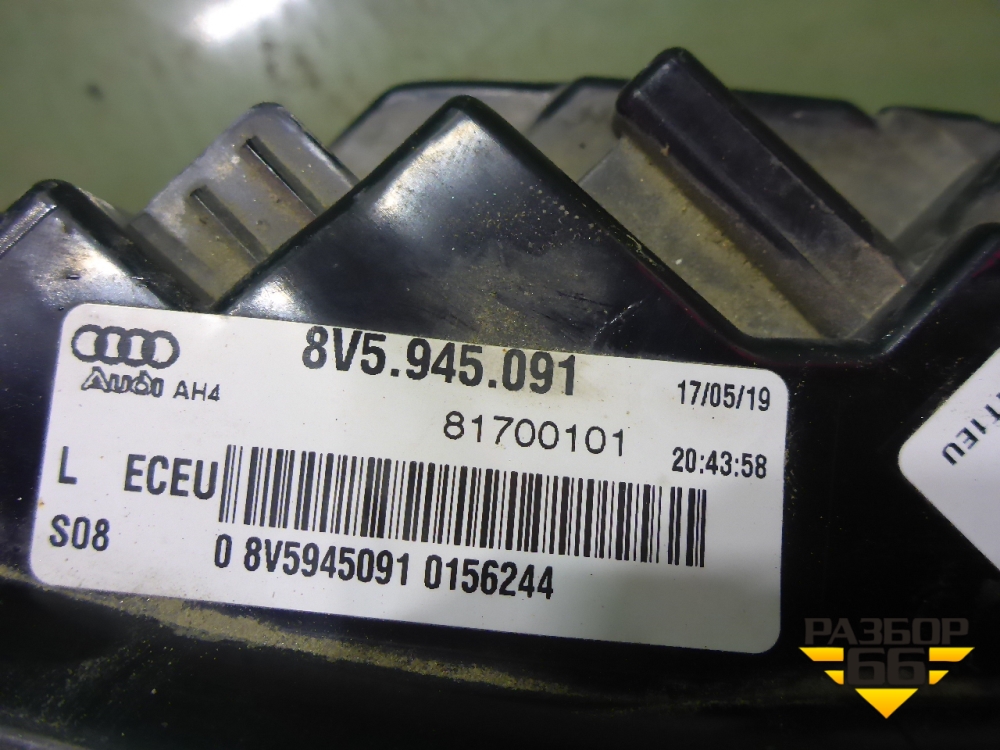 8V5.945.091
17/05/19
Audi AH4
81700101
20:43:58
L ECEU
S08
0 8V5945091 0156244
IEU
РАЗБОР
66